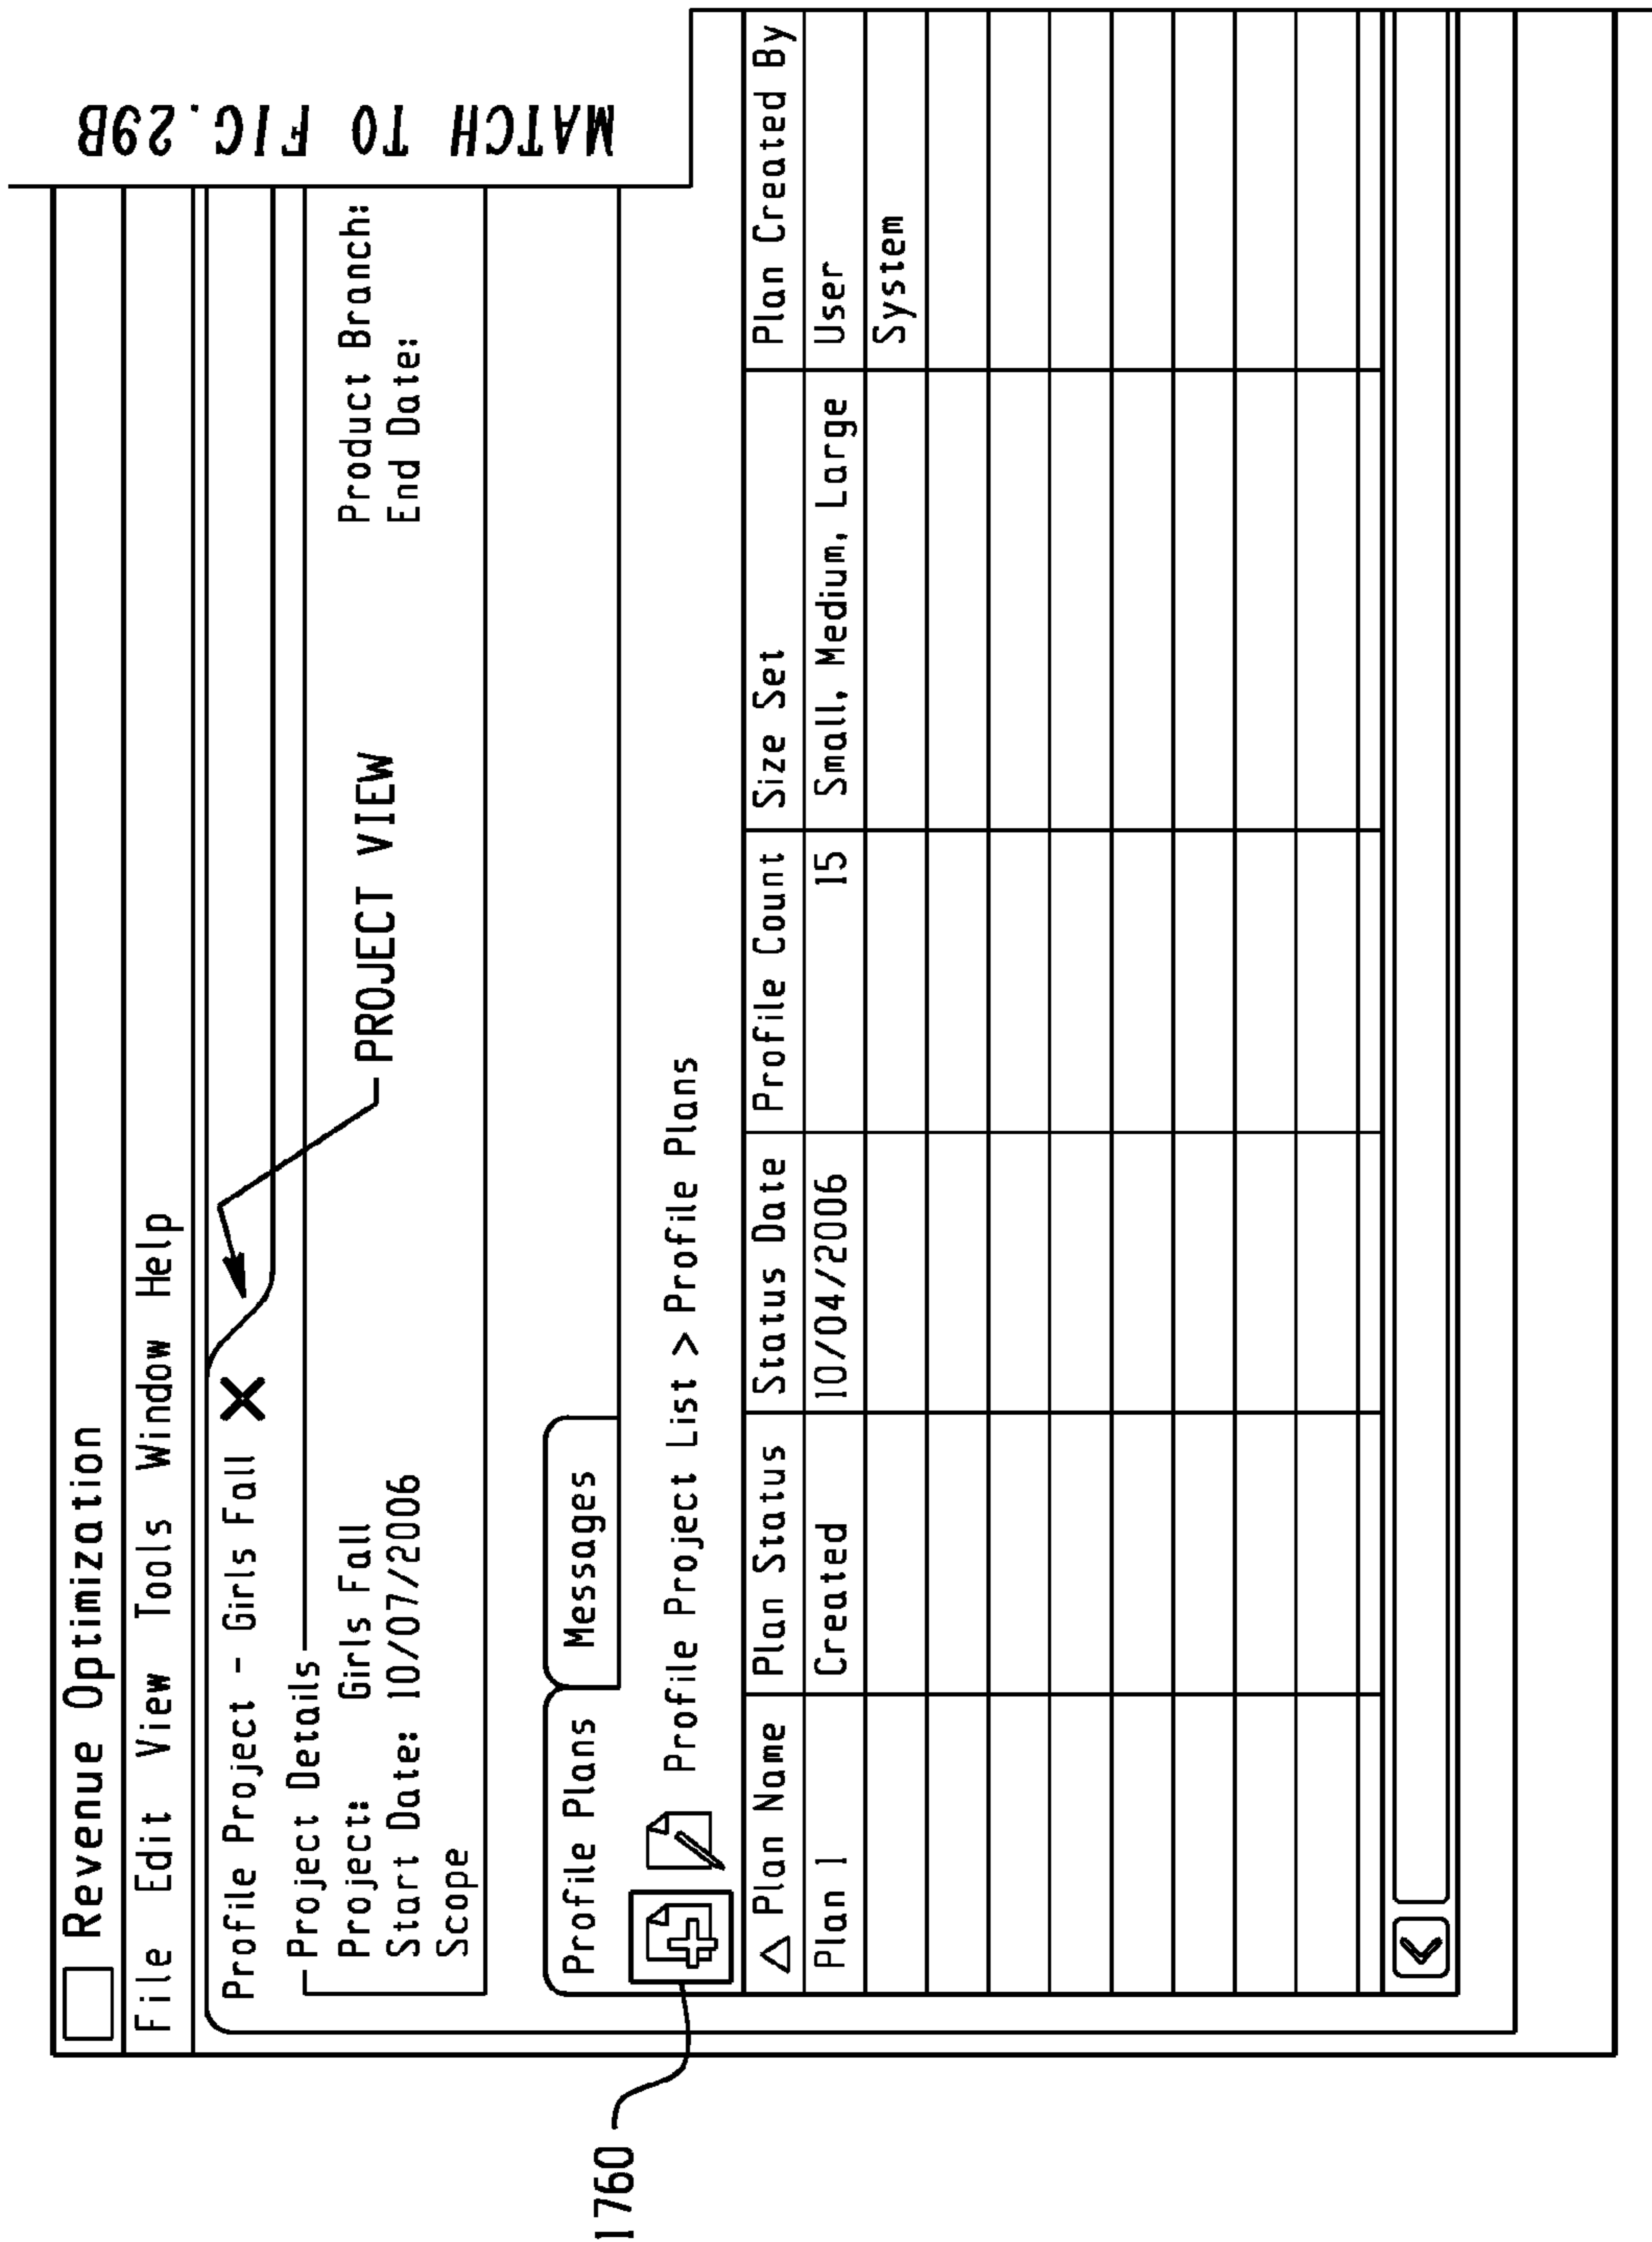 Revenue Optimization
File Edit View Tools Window Help
Profile Project - Girls Fall
PROJECT VIEW
Project Details
Project: Girls Fall Product Branch:
Start Date: 10/07/2006 End Date:
Scope
MATCH TO FIG.29B
Profile Plans Messages
1760
Profile Project List > Profile Plans
△ Plan Name Plan Status Status Date Profile Count Size Set Plan Created By
Plan 1 Created 10/04/2006 15 Small, Medium, Large User
System